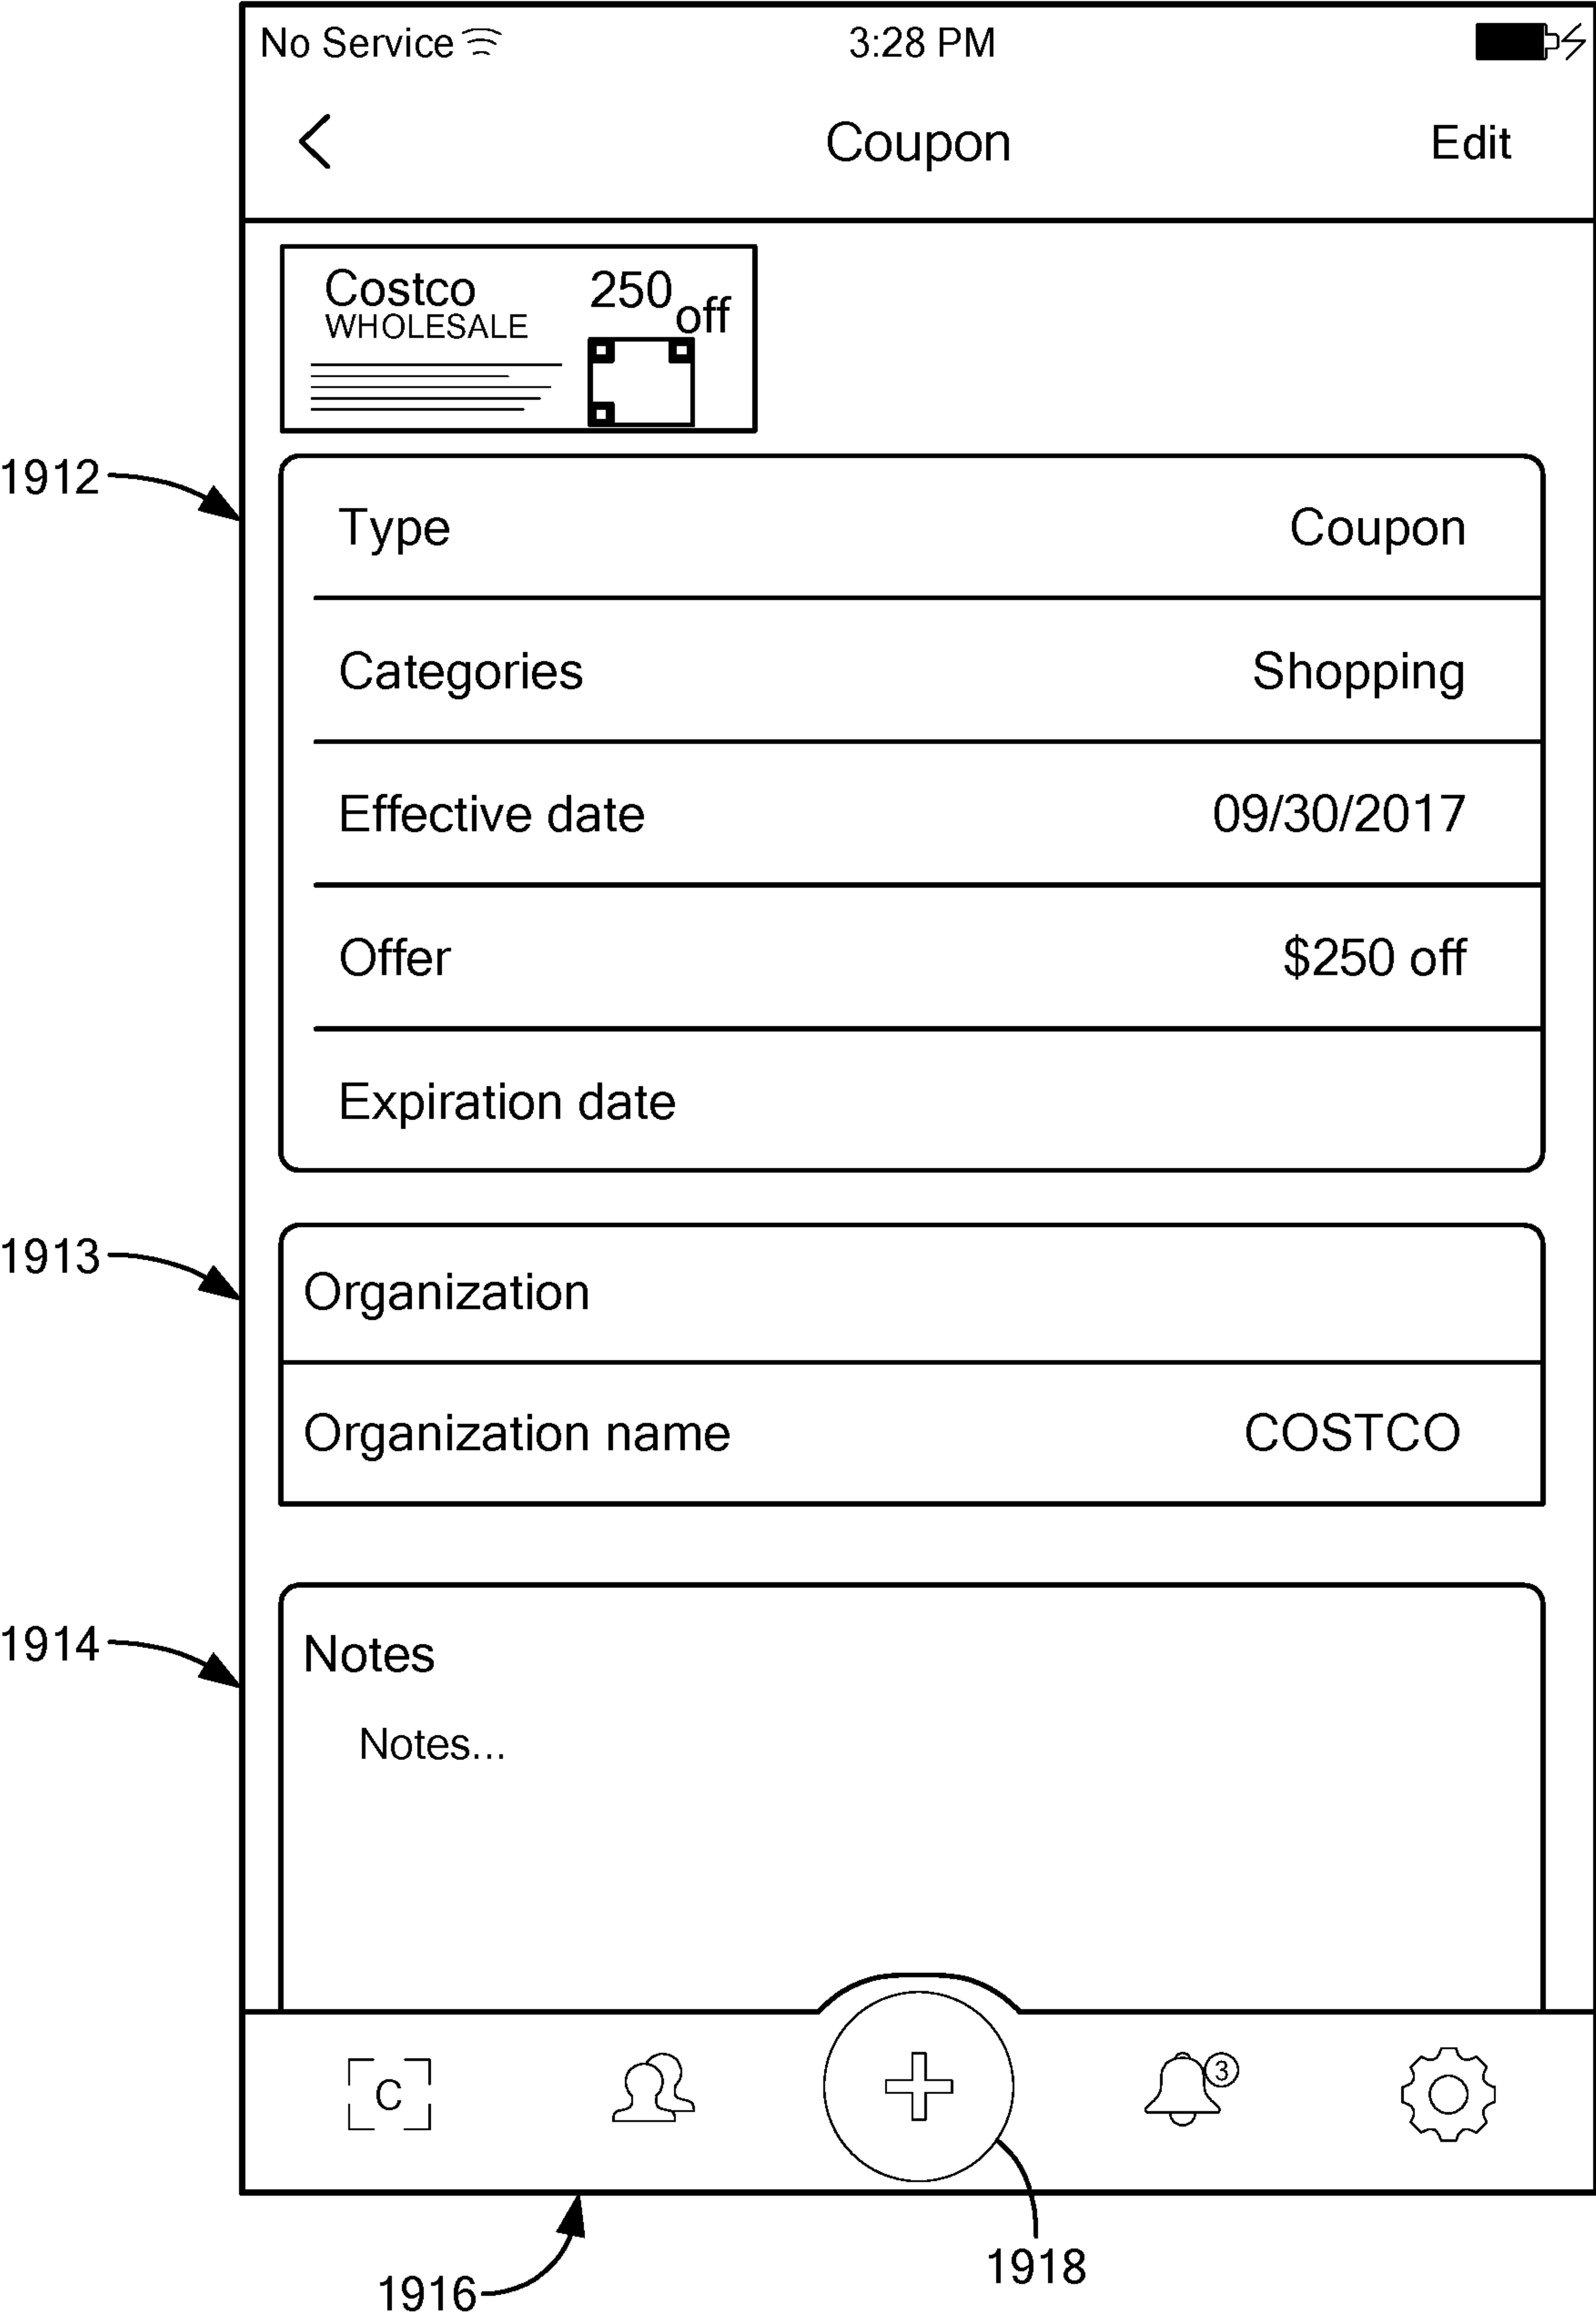 No Service 3:28 PM
Coupon Edit
Costco 250 off
WHOLESALE
1912
Type Coupon
Categories Shopping
Effective date 09/30/2017
Offer $250 off
Expiration date
1913
Organization
Organization name COSTCO
1914
Notes
Notes...
C 3
1918
1916